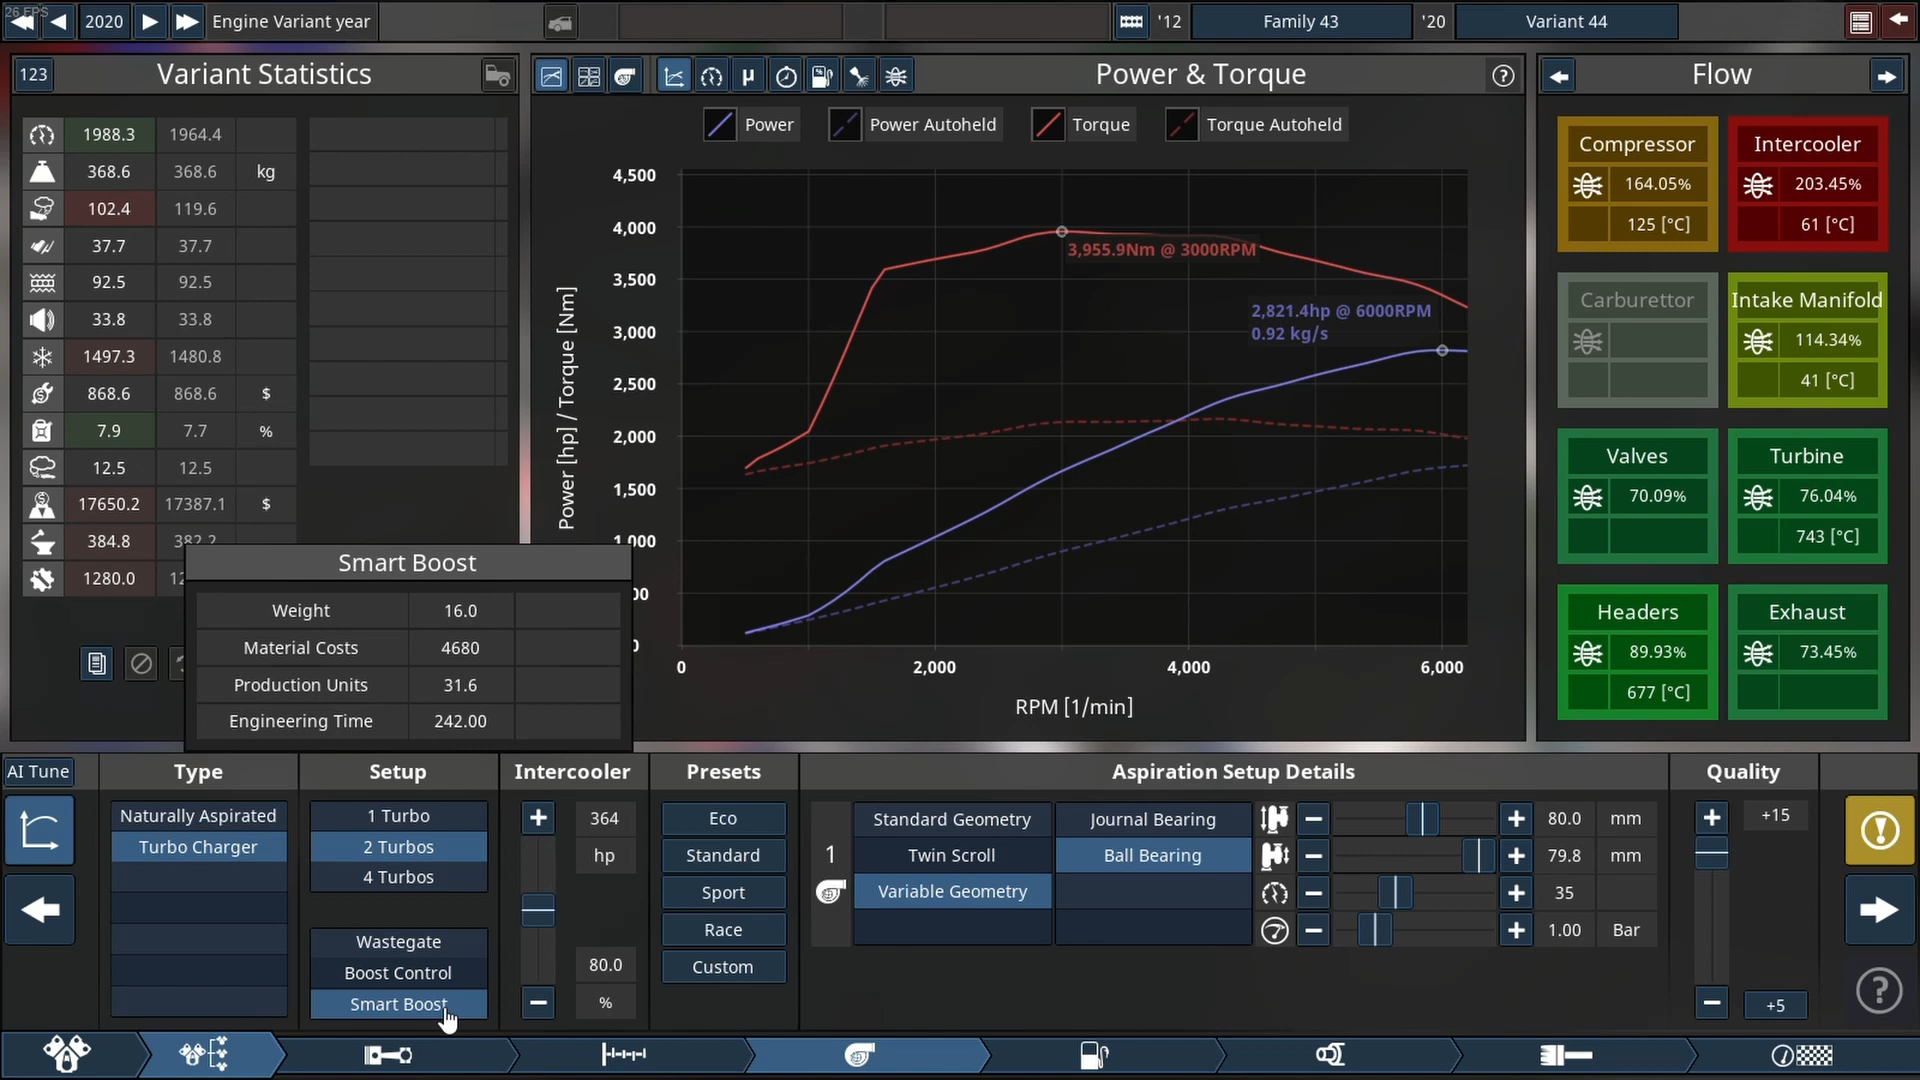 26 FPS
2020
Engine Variant year
'12
Family 43
'20
Variant 44
123
Variant Statistics
Power & Torque
?
Flow
Power
Power Autoheld
Torque
Torque Autoheld
1988.3 1964.4
368.6 368.6 kg
102.4 119.6
37.7 37.7
92.5 92.5
33.8 33.8
1497.3 1480.8
868.6 868.6 $
7.9 7.7 %
12.5 12.5
17650.2 17387.1 $
384.8 382.2
1280.0 12
Smart Boost
Weight 16.0
Material Costs 4680
Production Units 31.6
Engineering Time 242.00
Power [hp] / Torque [Nm]
4,500
4,000
3,500
3,000
2,500
2,000
1,500
1,000
00
0
3,955.9Nm @ 3000RPM
2,821.4hp @ 6000RPM
0.92 kg/s
0 2,000 4,000 6,000
RPM [1/min]
Compressor
164.05%
125 [°C]
Intercooler
203.45%
61 [°C]
Carburettor
Intake Manifold
114.34%
41 [°C]
Valves
70.09%
Turbine
76.04%
743 [°C]
Headers
89.93%
677 [°C]
Exhaust
73.45%
AI Tune
Type
Naturally Aspirated
Turbo Charger
Setup
1 Turbo
2 Turbos
4 Turbos
Wastegate
Boost Control
Smart Boost
Intercooler
+
364
hp
80.0
−
%
Presets
Eco
Standard
Sport
Race
Custom
Aspiration Setup Details
1
Standard Geometry
Twin Scroll
Variable Geometry
Journal Bearing
Ball Bearing
− + 80.0 mm
− + 79.8 mm
− + 35
− + 1.00 Bar
Quality
+ +15
− +5
!
?